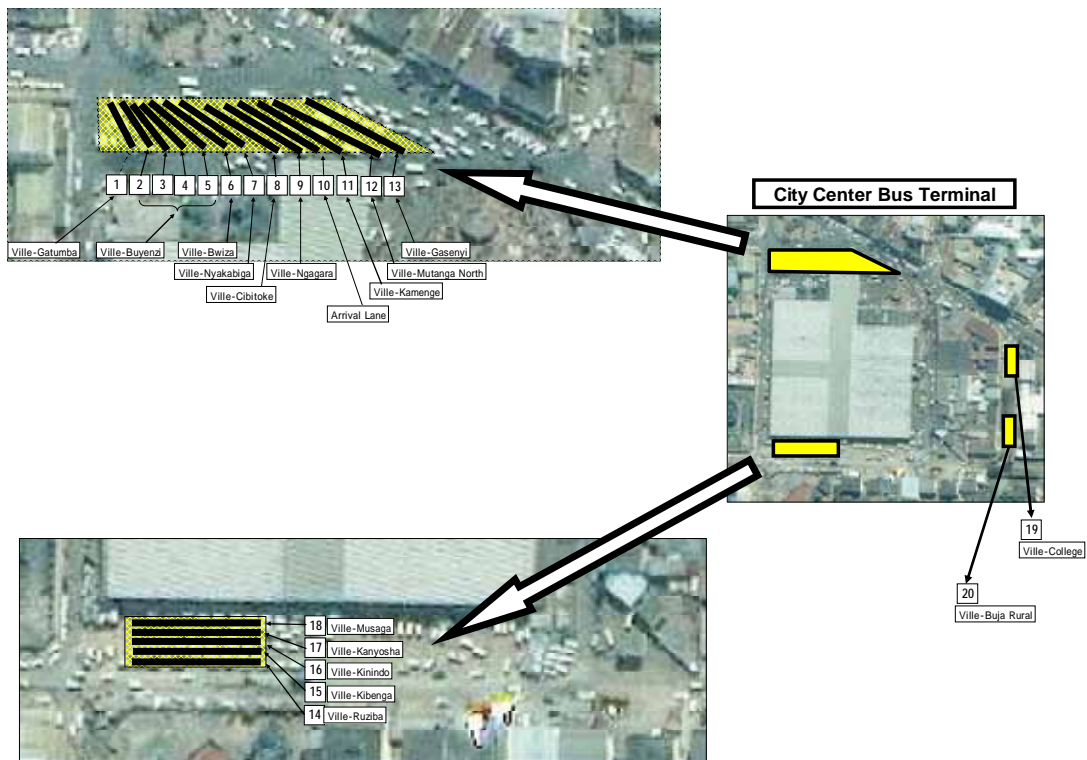 1 2 3 4 5 6 7 8 9 10 11 12 13
Ville-Gatumba
Ville-Buyenzi
Ville-Bwiza
Ville-Gasenyi
Ville-Nyakabiga
Ville-Ngagara
Ville-Mutanga North
Ville-Cibitoke
Ville-Kamenge
Arrival Lane
City Center Bus Terminal
19
Ville-College
20
Ville-Buja Rural
18 Ville-Musaga
17 Ville-Kanyosha
16 Ville-Kinindo
15 Ville-Kibenga
14 Ville-Ruziba